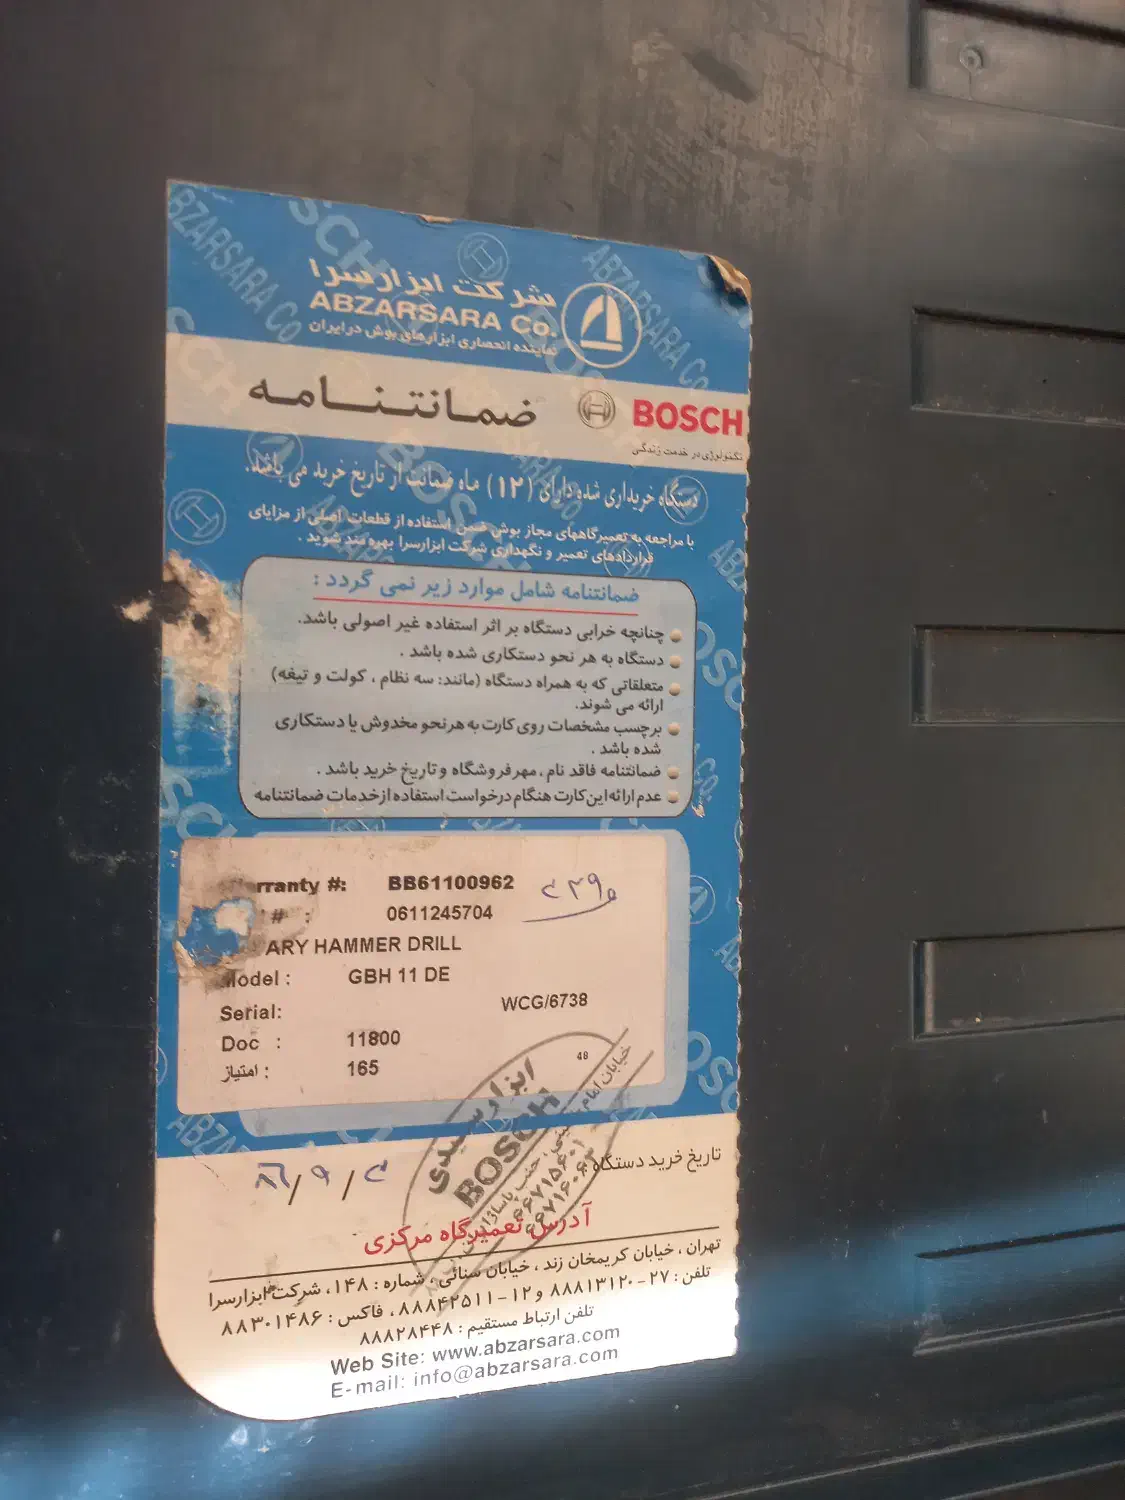 شرکت ابزارسرا
ABZARSARA Co.
نماینده انحصاری ابزارهای بوش در ایران
ضمانتنامه
BOSCH
تکنولوژی در خدمت زندگی
دستگاه خریداری شده دارای (۱۲) ماه ضمانت از تاریخ خرید می باشد.
با مراجعه به تعمیرگاههای مجاز بوش ضمن استفاده از قطعات اصلی از مزایای
قراردادهای تعمیر و نگهداری شرکت ابزارسرا بهره مند شوید .
ضمانتنامه شامل موارد زیر نمی گردد :
چنانچه خرابی دستگاه بر اثر استفاده غیر اصولی باشد.
دستگاه به هر نحو دستکاری شده باشد .
متعلقاتی که به همراه دستگاه (مانند: سه نظام ، کولت و تیغه)
ارائه می شوند.
برچسب مشخصات روی کارت به هر نحو مخدوش یا دستکاری
شده باشد .
ضمانتنامه فاقد نام ، مهر فروشگاه و تاریخ خرید باشد .
عدم ارائه این کارت هنگام درخواست استفاده از خدمات ضمانتنامه
rranty #: BB61100962
# : 0611245704
ARY HAMMER DRILL
Model : GBH 11 DE
Serial: WCG/6738
Doc : 11800
امتیاز : 165
48
BOSCH
تاریخ خرید دستگاه :
آدرس تعمیرگاه مرکزی
تهران ، خیابان کریمخان زند ، خیابان سنائی ، شماره : ۱۴۸ ، شرکت ابزارسرا
تلفن : ۲۷ - ۸۸۸۱۳۱۲۰ و ۱۲ - ۸۸۸۴۲۵۱۱ ، فاکس : ۸۸۳۰۱۴۸۶
تلفن ارتباط مستقیم : ۸۸۸۲۸۴۴۸
Web Site: www.abzarsara.com
E-mail: info@abzarsara.com